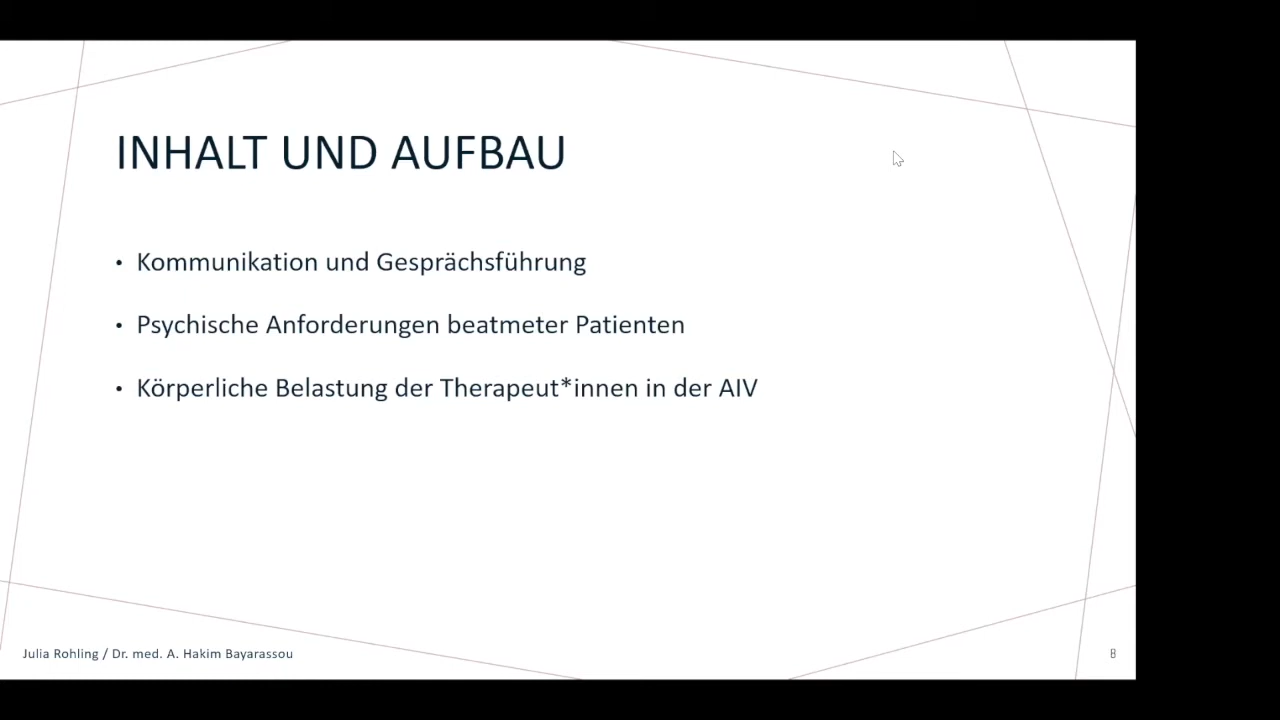 INHALT UND AUFBAU
• Kommunikation und Gesprächsführung
• Psychische Anforderungen beatmeter Patienten
• Körperliche Belastung der Therapeut*innen in der AIV
Julia Rohling / Dr. med. A. Hakim Bayarassou
8